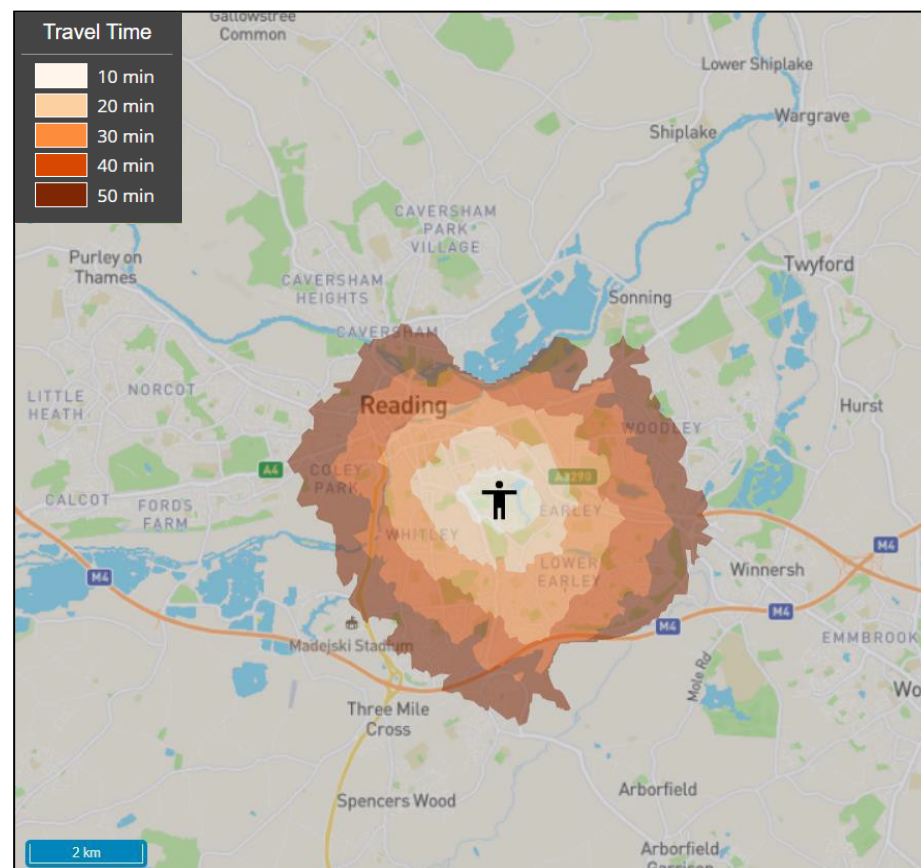 Travel Time
10 min
20 min
30 min
40 min
50 min
Gallowstree
Common
Lower Shiplake
Wargrave
Shiplake
CAVERSHAM
PARK
VILLAGE
Purley on
Thames
Twyford
CAVERSHAM
HEIGHTS
Sonning
CAVERSHAM
NORCOT
LITTLE
HEATH
Reading
Hurst
WOODLEY
A4
COLEY
PARK
A3290
CALCOT
FORDS
FARM
EARLEY
WHITLEY
M4
LOWER
EARLEY
Winnersh
M4
M4
M4
EMMBROOK
Madejski Stadium
Mole Rd
Wo
Three Mile
Cross
Arborfield
Spencers Wood
2 km
Arborfield
Garrison